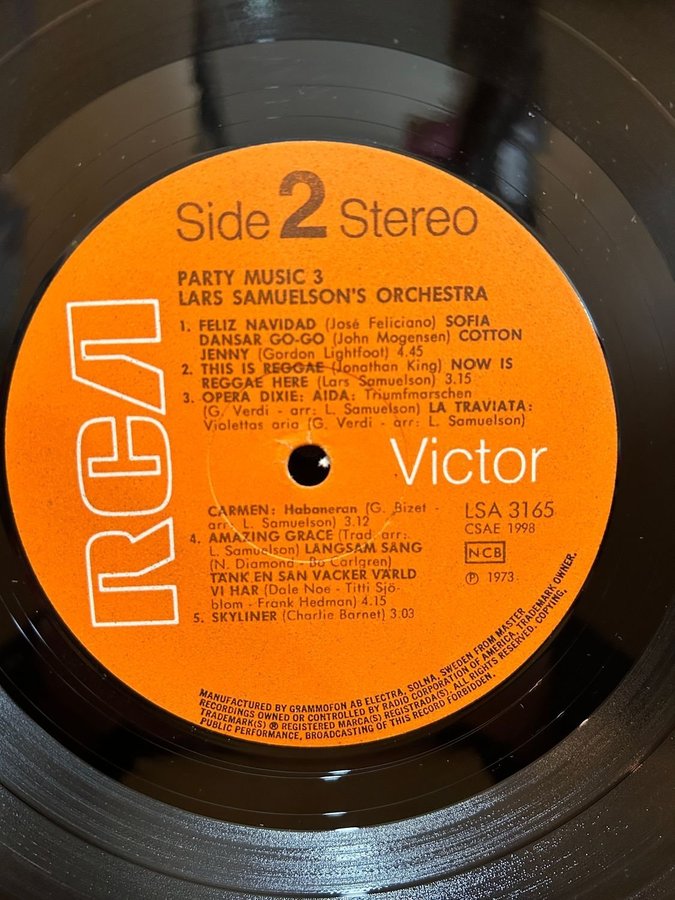 Side 2 Stereo
PARTY MUSIC 3
LARS SAMUELSON'S ORCHESTRA
1. FELIZ NAVIDAD (José Feliciano) SOFIA
DANSAR GO-GO (John Mogensen) COTTON
JENNY (Gordon Lightfoot) 4.45
2. THIS IS REGGAE (Jonathan King) NOW IS
REGGAE HERE (Lars Samuelson) 3.15
3. OPERA DIXIE: AIDA: Triumfmarschen
(G. Verdi - arr: L. Samuelson) LA TRAVIATA:
Violettas aria (G. Verdi - arr: L. Samuelson)
RCA
Victor
CARMEN: Habaneran (G. Bizet -
arr: L. Samuelson) 3.12
4. AMAZING GRACE (Trad. arr:
L. Samuelson) LANGSAM SANG
(N. Diamond - Bo Carlgren)
TÄNK EN SÅN VACKER VÄRLD
VI HAR (Dale Noe - Titti Sjö-
blom - Frank Hedman) 4.15
5. SKYLINER (Charlie Barnet) 3.03
LSA 3165
CSAE 1998
NCB
Ⓟ 1973
MANUFACTURED BY GRAMMOFON AB ELECTRA, SOLNA, SWEDEN FROM MASTER
RECORDINGS OWNED OR CONTROLLED BY RADIO CORPORATION OF AMERICA, TRADEMARK OWNER.
TRADEMARK(S) ® REGISTERED MARCA(S) REGISTRADA(S). ALL RIGHTS RESERVED. COPYING,
PUBLIC PERFORMANCE, BROADCASTING OF THIS RECORD FORBIDDEN.